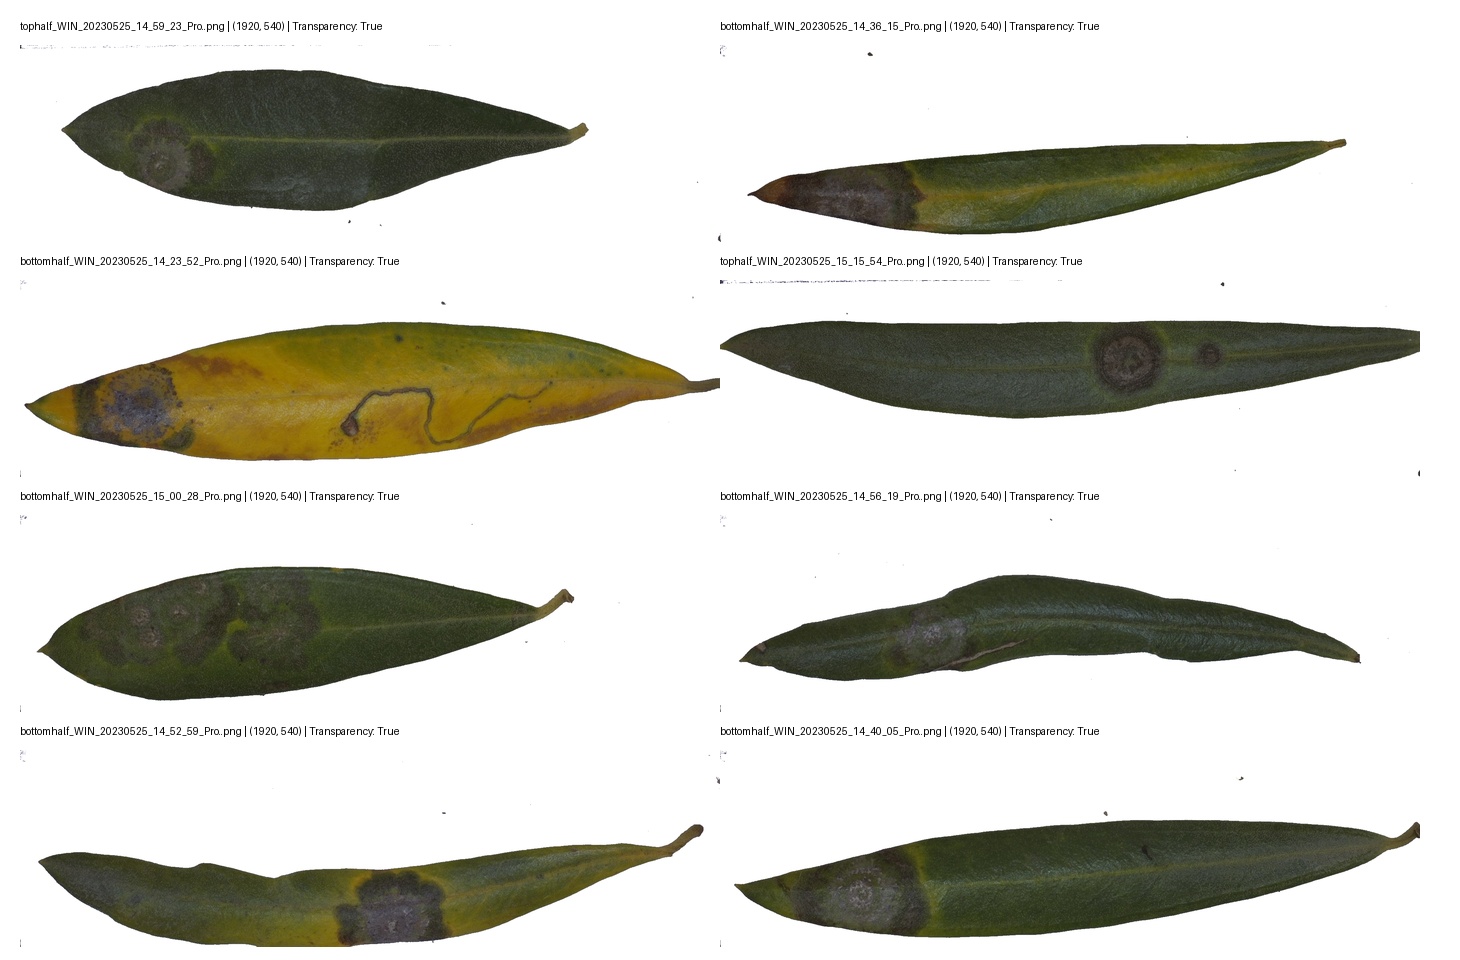 tophalf_WIN_20230525_14_59_23_Pro..png | (1920, 540) | Transparency: True
bottomhalf_WIN_20230525_14_36_15_Pro..png | (1920, 540) | Transparency: True
bottomhalf_WIN_20230525_14_23_52_Pro..png | (1920, 540) | Transparency: True
tophalf_WIN_20230525_15_15_54_Pro..png | (1920, 540) | Transparency: True
bottomhalf_WIN_20230525_15_00_28_Pro..png | (1920, 540) | Transparency: True
bottomhalf_WIN_20230525_14_56_19_Pro..png | (1920, 540) | Transparency: True
bottomhalf_WIN_20230525_14_52_59_Pro..png | (1920, 540) | Transparency: True
bottomhalf_WIN_20230525_14_40_05_Pro..png | (1920, 540) | Transparency: True